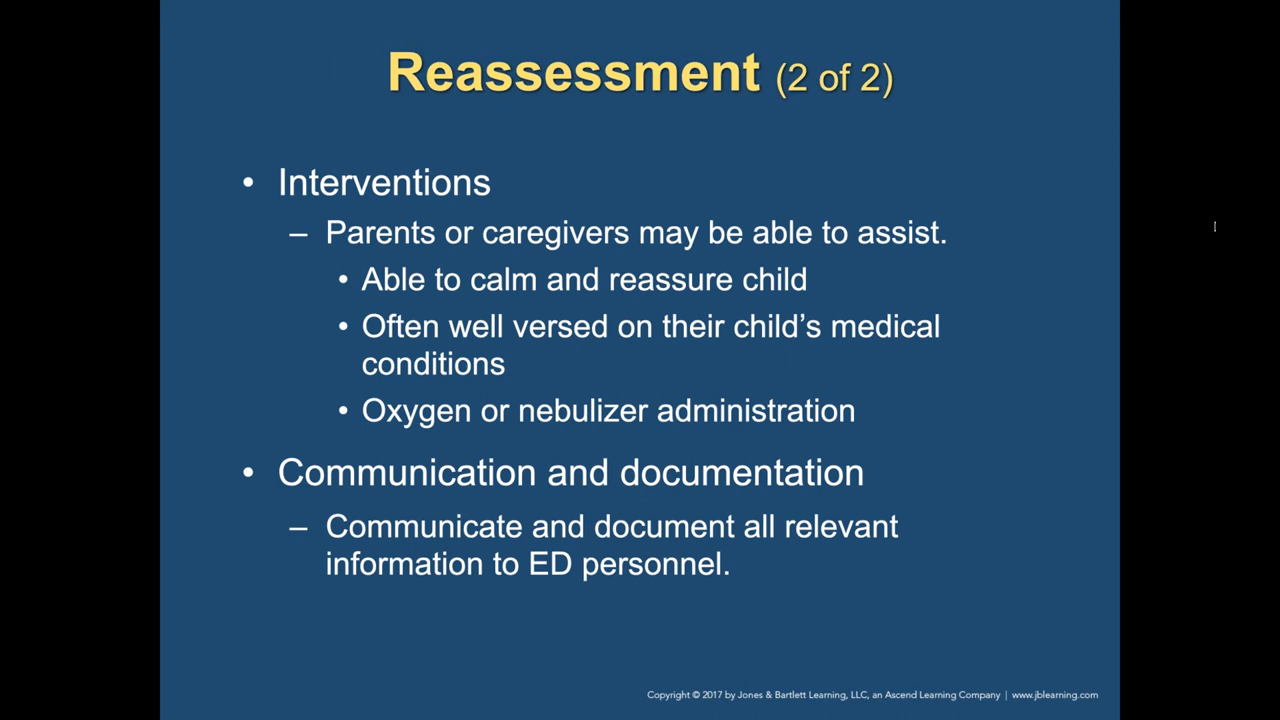 Reassessment (2 of 2)
• Interventions
– Parents or caregivers may be able to assist.
• Able to calm and reassure child
• Often well versed on their child’s medical
conditions
• Oxygen or nebulizer administration
• Communication and documentation
– Communicate and document all relevant
information to ED personnel.
Copyright © 2017 by Jones & Bartlett Learning, LLC, an Ascend Learning Company | www.jblearning.com